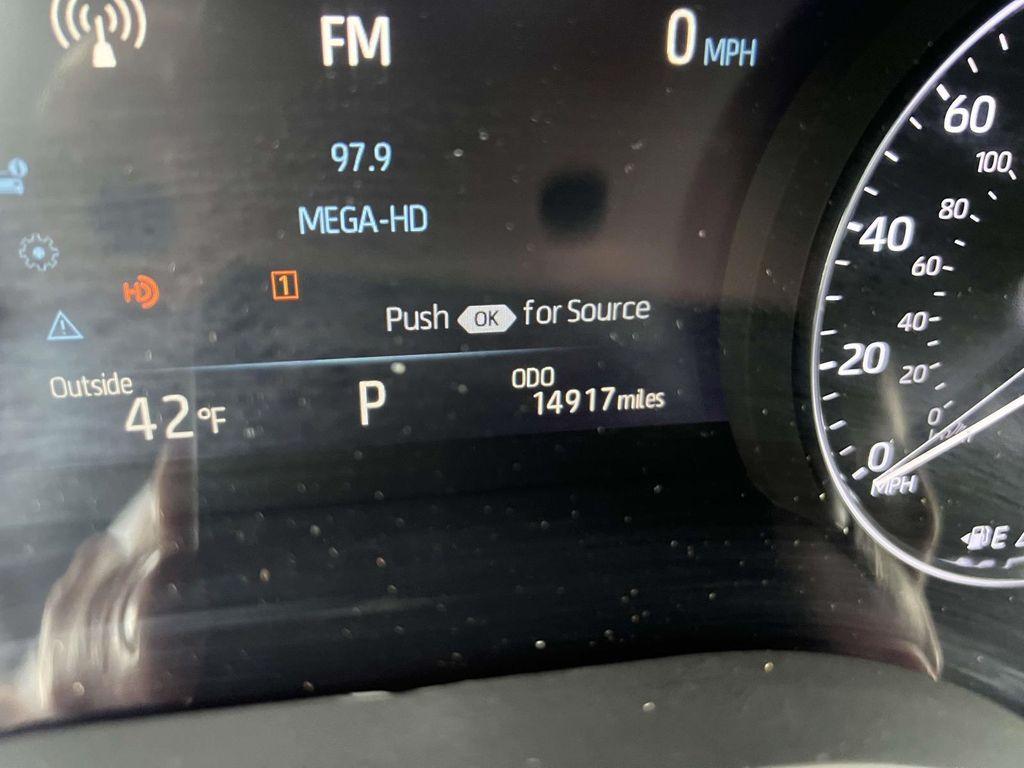 FM
0 MPH
97.9
MEGA-HD
HD
1
Push OK for Source
Outside
42°F
P
ODO
14917 miles
60
100
80
40
60
40
20
20
0
0
MPH
E